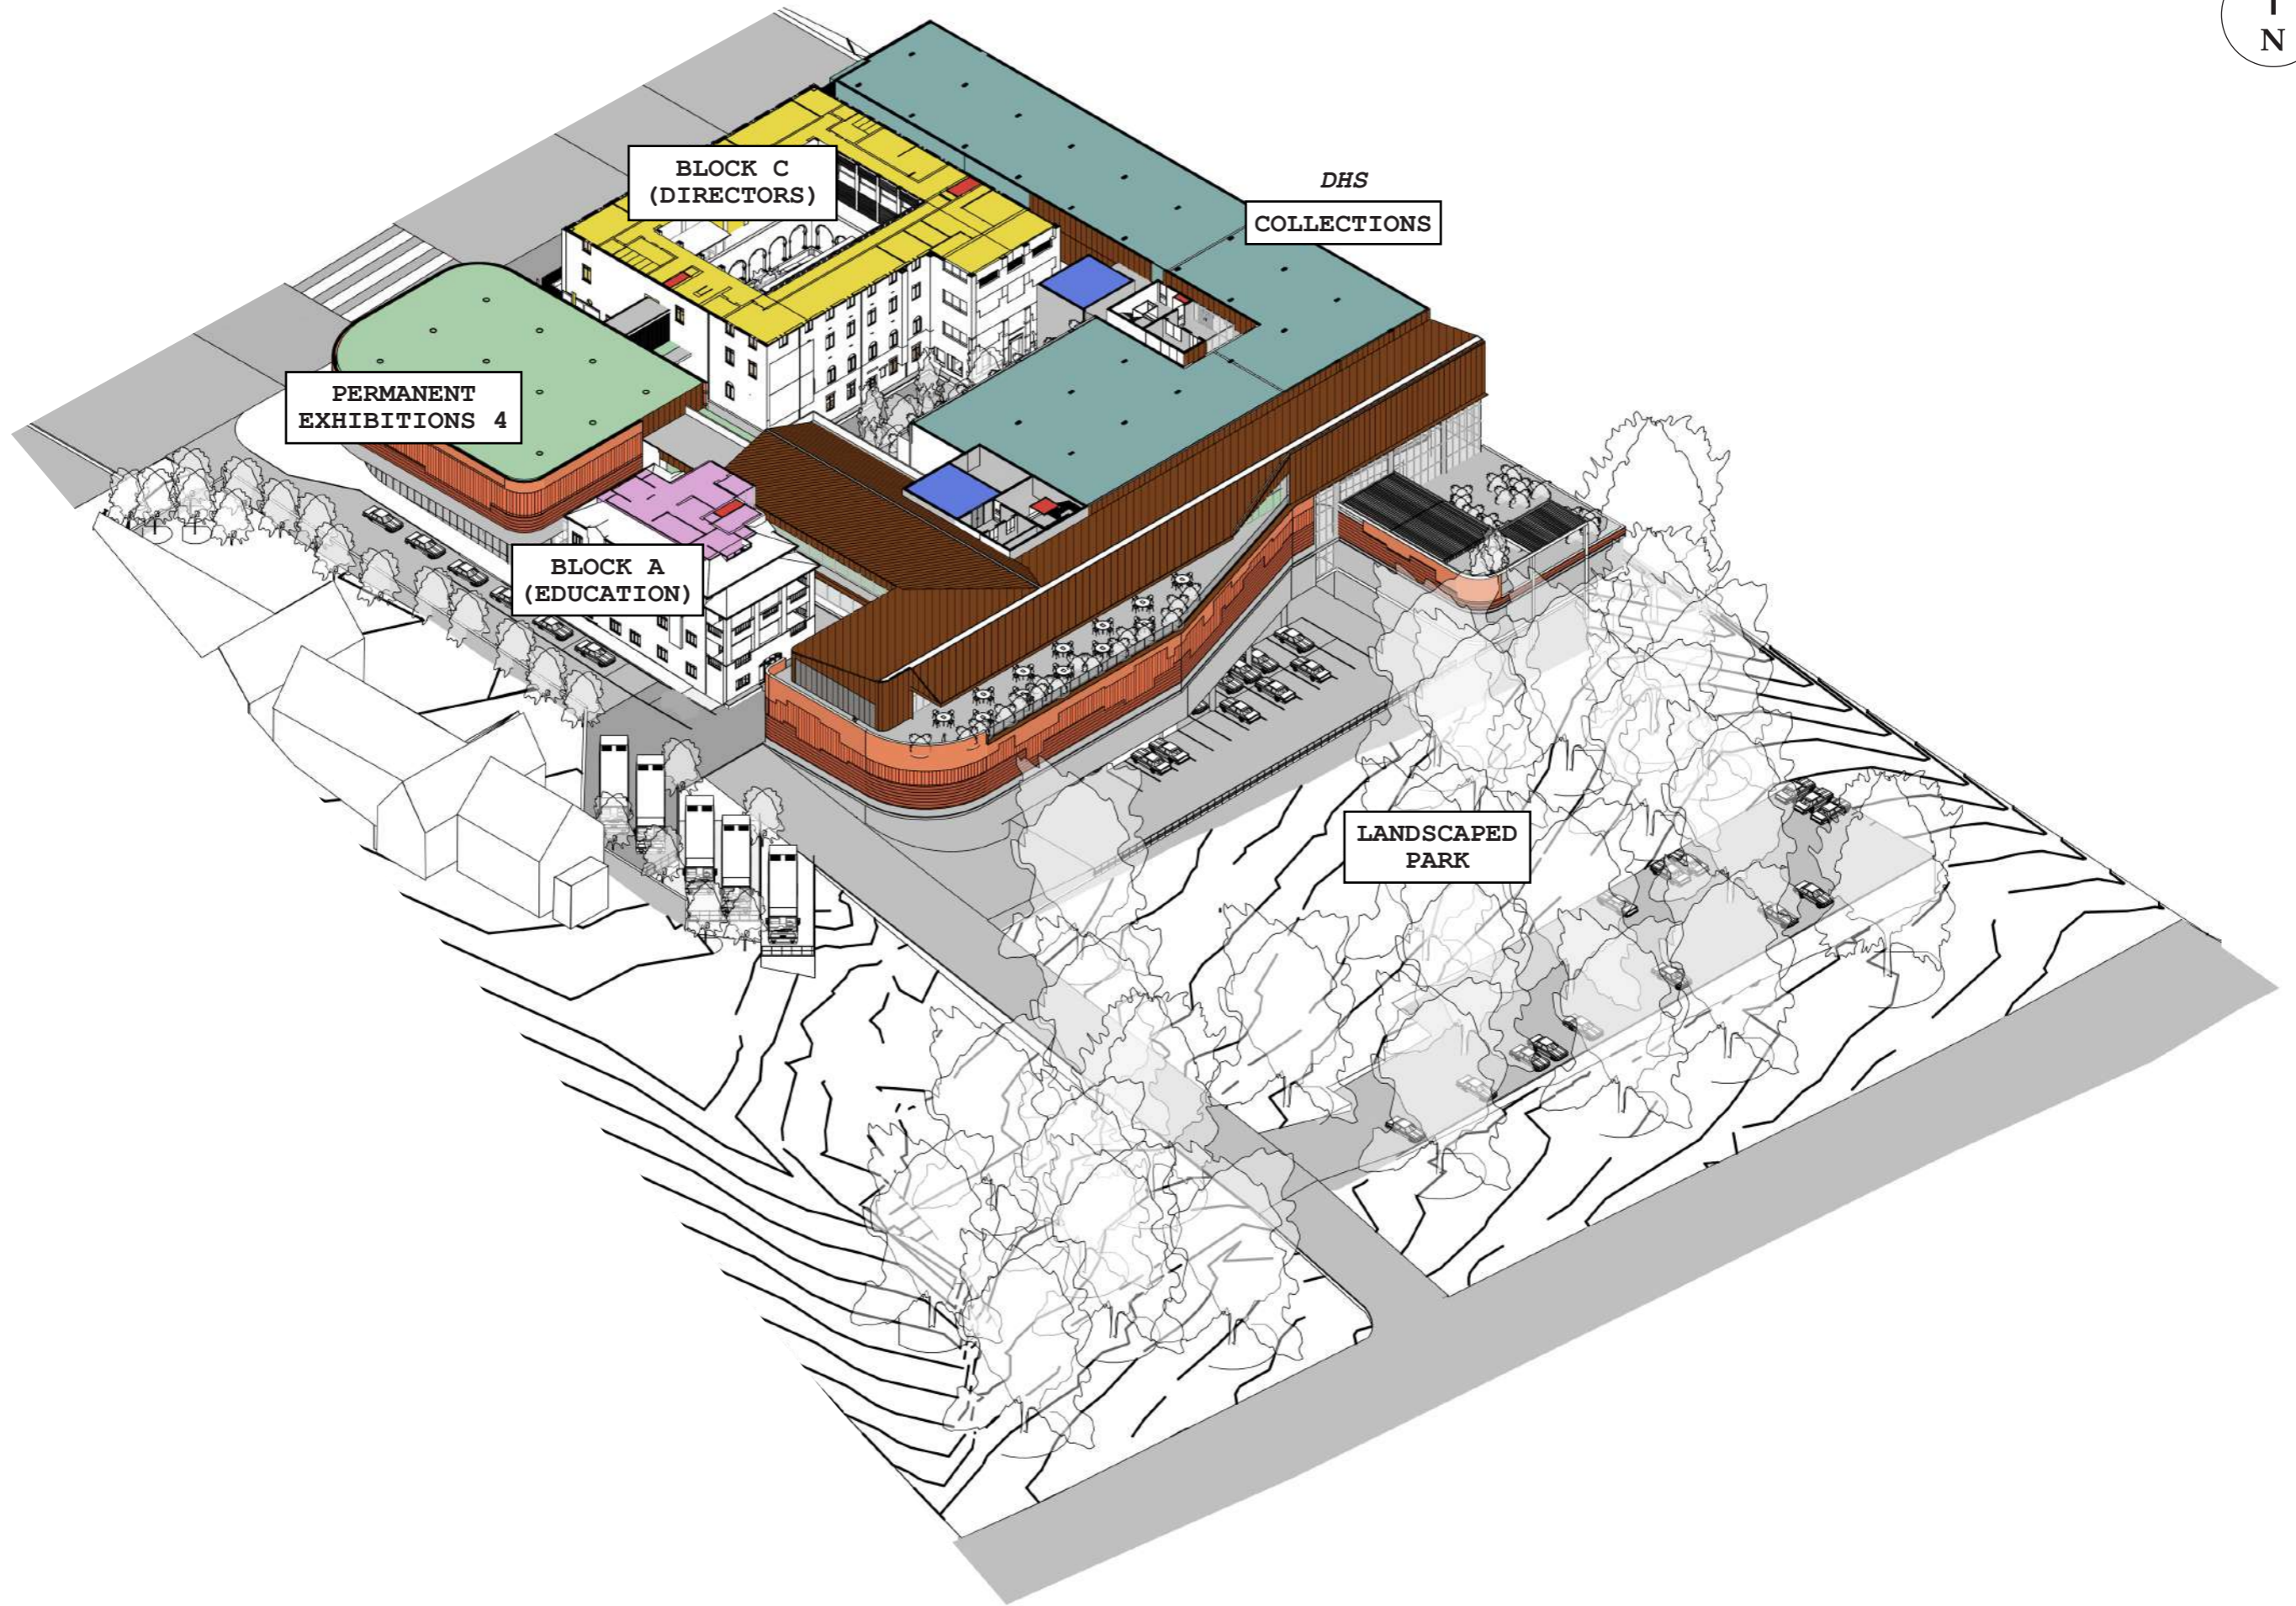 N
BLOCK C
(DIRECTORS)
DHS
COLLECTIONS
PERMANENT
EXHIBITIONS 4
BLOCK A
(EDUCATION)
LANDSCAPED
PARK